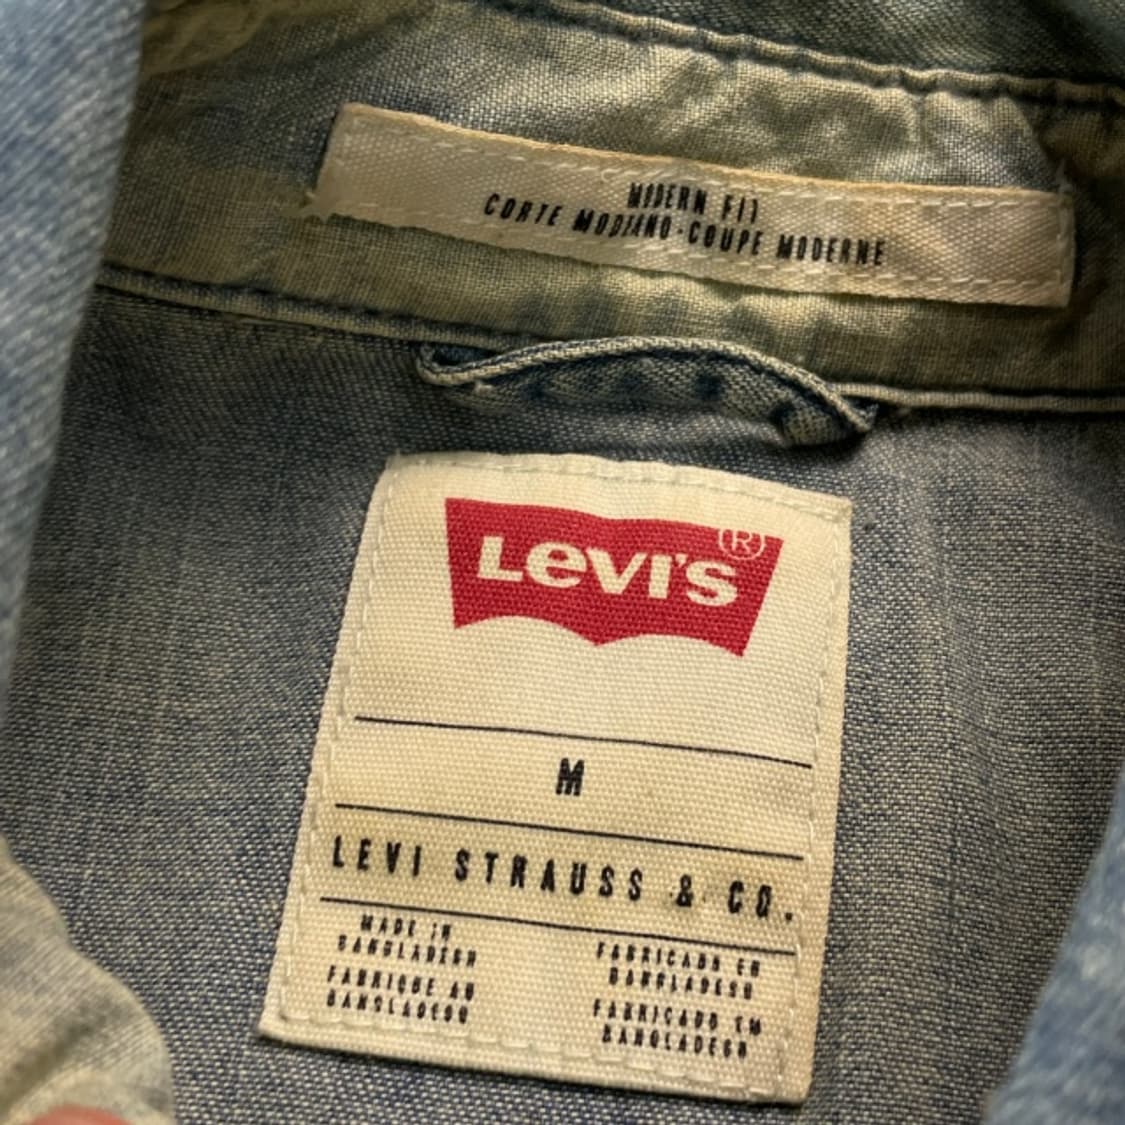 MODERN FIT
CORTE MODERNO·COUPE MODERNE
Levi's®
M
LEVI STRAUSS & CO.
MADE IN
BANGLADESH
FABRIQUE AU
BANGLADESH
FABRICADO EN
BANGLADESH
FABRICADO EM
BANGLADESH